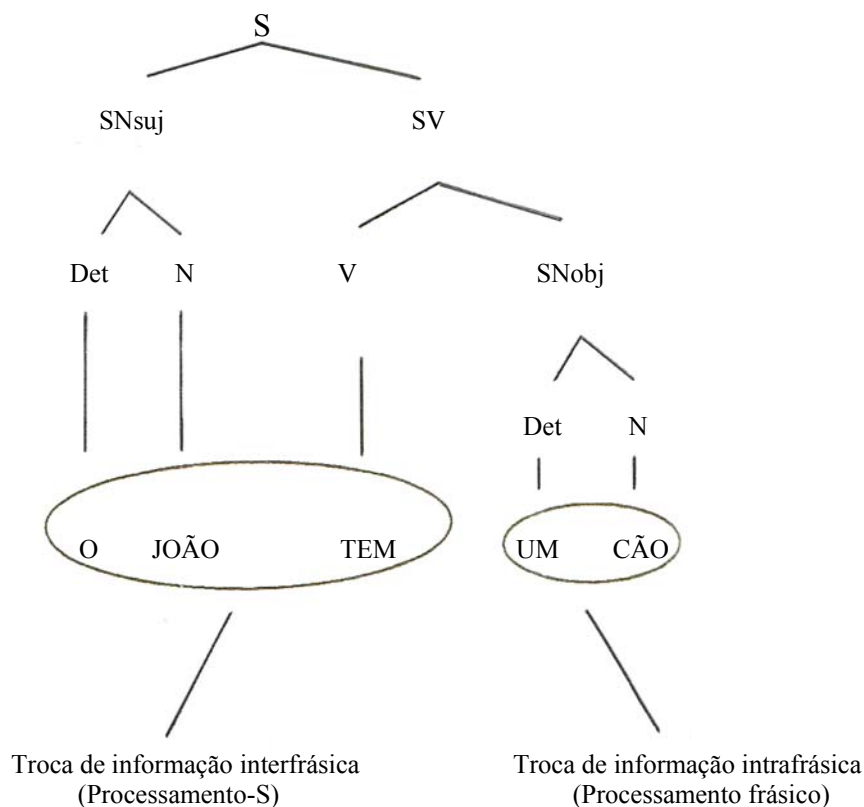 S
SNsuj SV
Det N V SNobj
Det N
O JOÃO TEM UM CÃO
Troca de informação interfrásica Troca de informação intrafrásica
(Processamento-S) (Processamento frásico)